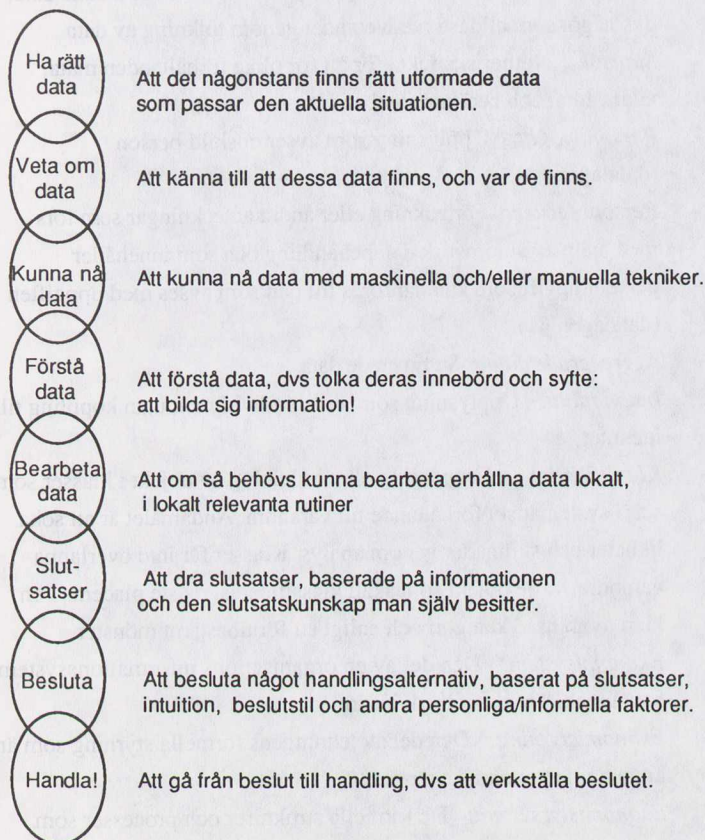 Ha rätt
data
Att det någonstans finns rätt utformade data
som passar den aktuella situationen.
Veta om
data
Att känna till att dessa data finns, och var de finns.
Kunna nå
data
Att kunna nå data med maskinella och/eller manuella tekniker.
Förstå
data
Att förstå data, dvs tolka deras innebörd och syfte:
att bilda sig information!
Bearbeta
data
Att om så behövs kunna bearbeta erhållna data lokalt,
i lokalt relevanta rutiner
Slut-
satser
Att dra slutsatser, baserade på informationen
och den slutsatskunskap man själv besitter.
Besluta
Att besluta något handlingsalternativ, baserat på slutsatser,
intuition, beslutstil och andra personliga/informella faktorer.
Handla!
Att gå från beslut till handling, dvs att verkställa beslutet.